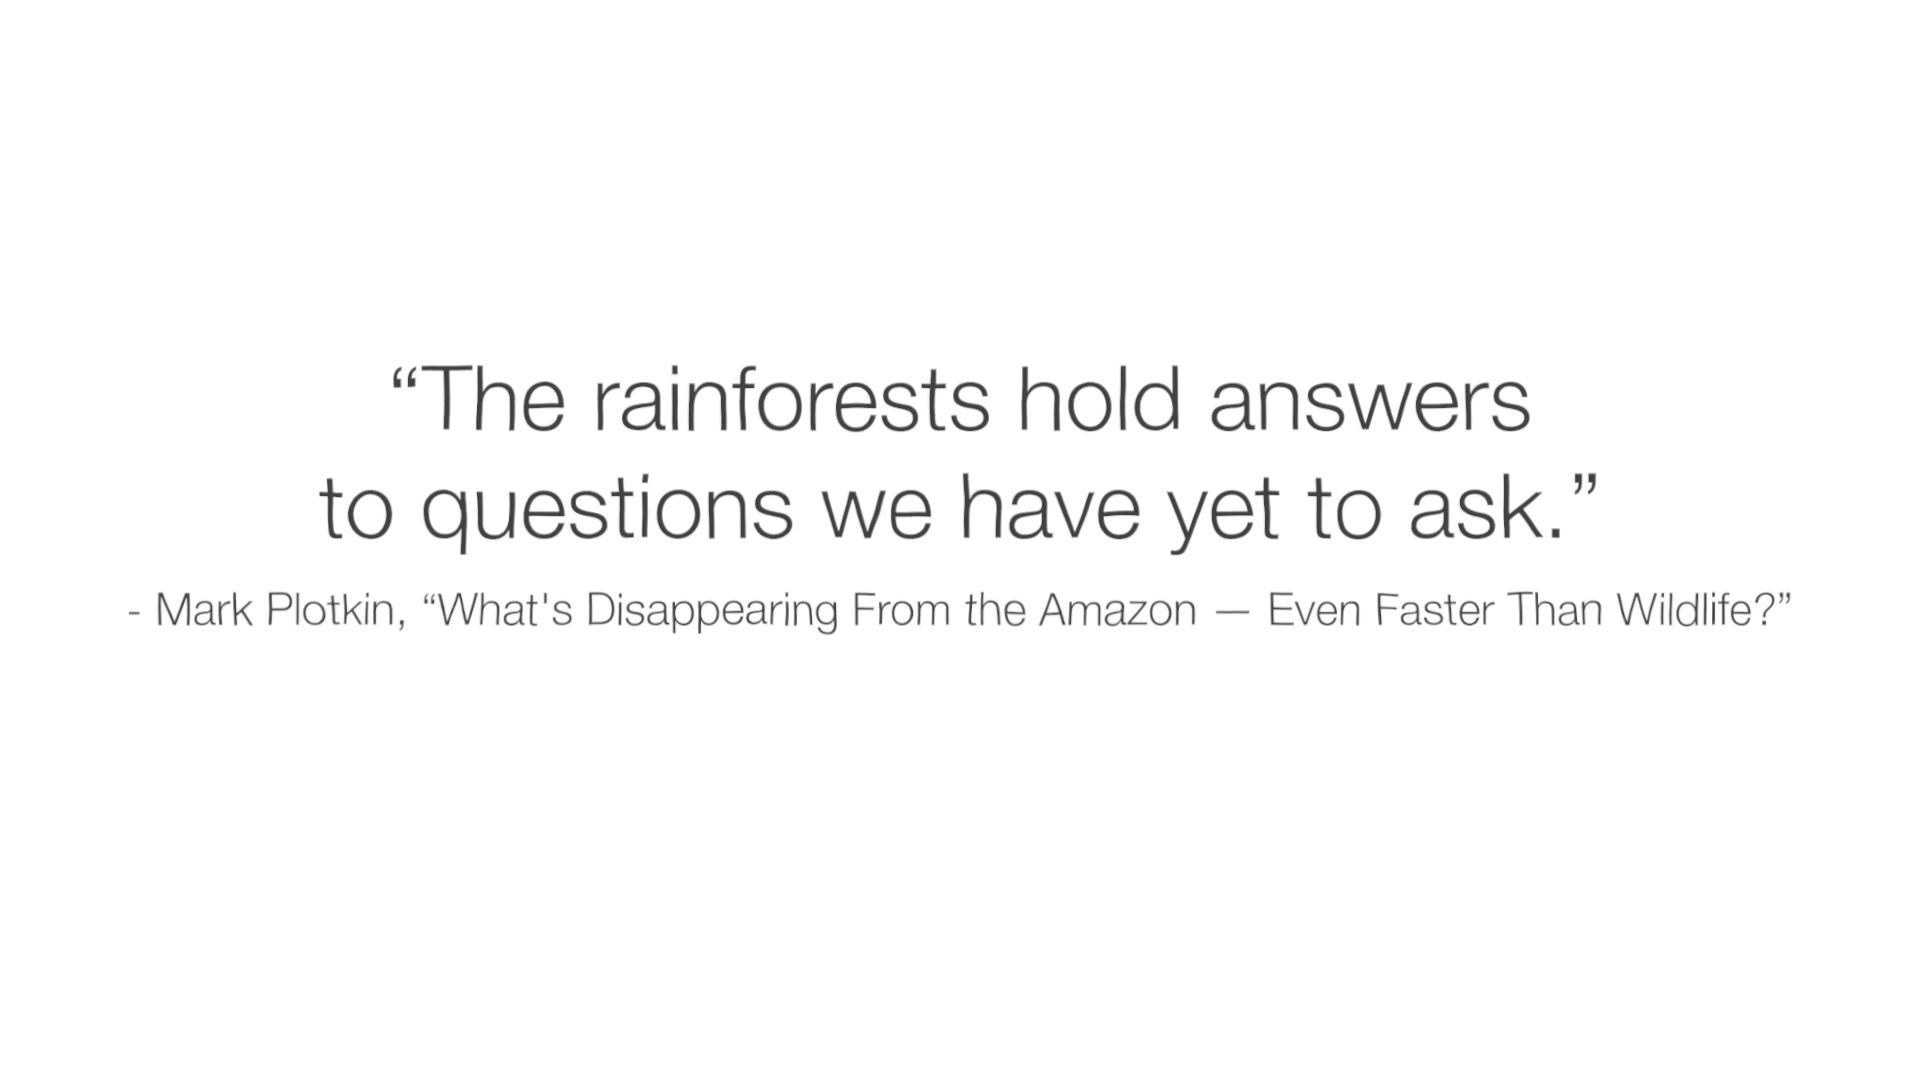 “The rainforests hold answers
to questions we have yet to ask.”
- Mark Plotkin, “What's Disappearing From the Amazon — Even Faster Than Wildlife?”